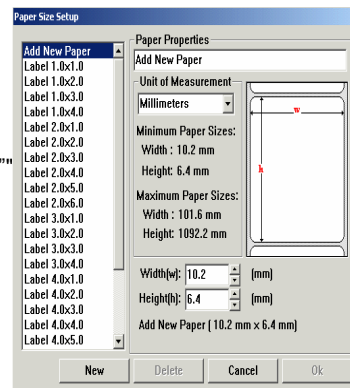 Paper Size Setup
Add New Paper
Label 1.0x1.0
Label 1.0x2.0
Label 1.0x3.0
Label 1.0x4.0
Label 2.0x1.0
Label 2.0x2.0
Label 2.0x3.0
Label 2.0x4.0
Label 2.0x5.0
Label 2.0x6.0
Label 3.0x1.0
Label 3.0x2.0
Label 3.0x3.0
Label 3.0x4.0
Label 4.0x1.0
Label 4.0x2.0
Label 4.0x3.0
Label 4.0x4.0
Label 4.0x5.0
Paper Properties
Add New Paper
Unit of Measurement
Millimeters
Minimum Paper Sizes:
Width : 10.2 mm
Height: 6.4 mm
Maximum Paper Sizes:
Width : 101.6 mm
Height: 1092.2 mm
w
h
Width(w): 10.2 (mm)
Height(h): 6.4 (mm)
Add New Paper ( 10.2 mm x 6.4 mm)
New Delete Cancel Ok